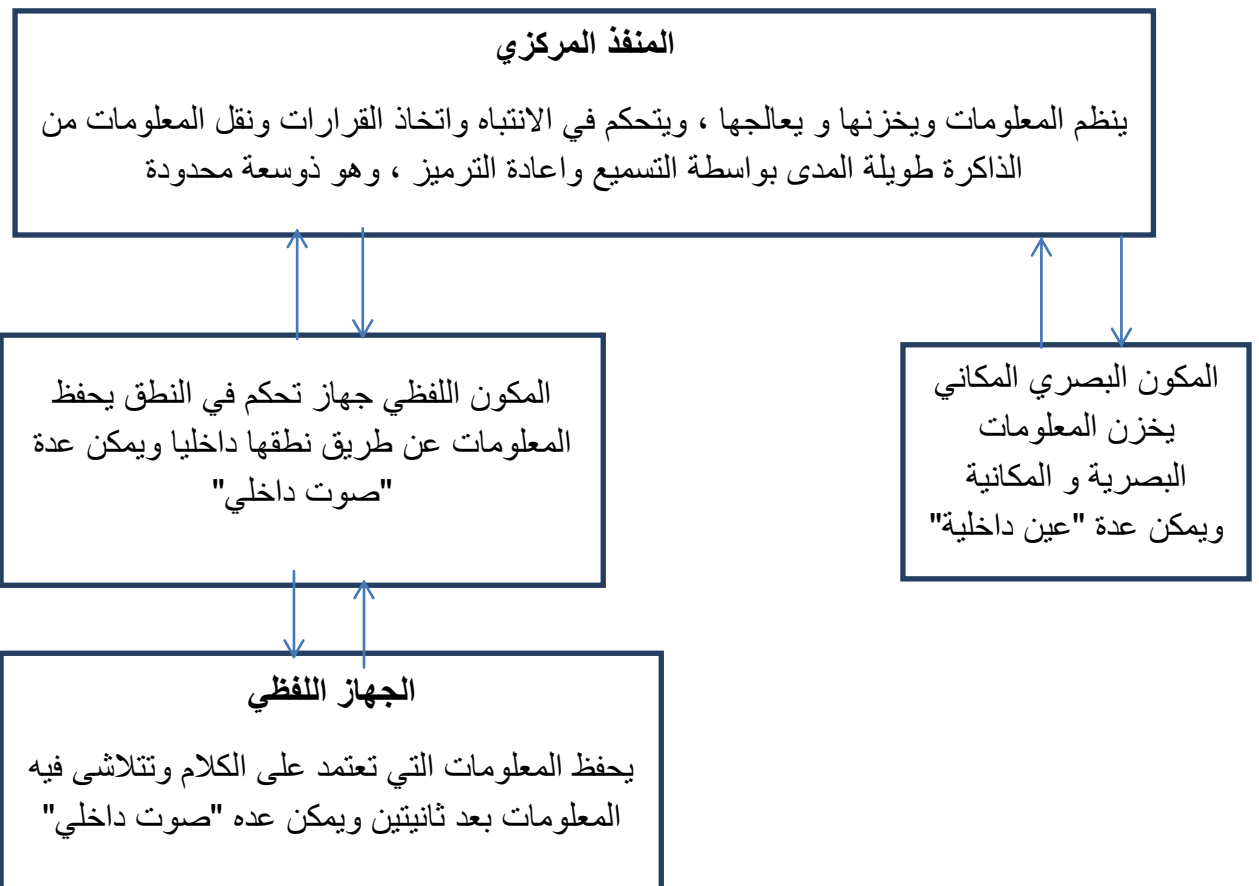 المنفذ المركزي
ينظم المعلومات ويخزنها و يعالجها ، ويتحكم في الانتباه واتخاذ القرارات ونقل المعلومات من
الذاكرة طويلة المدى بواسطة التسميع واعادة الترميز ، وهو ذوسعة محدودة
المكون البصري المكاني
يخزن المعلومات
البصرية و المكانية
ويمكن عدة "عين داخلية"
المكون اللفظي جهاز تحكم في النطق يحفظ
المعلومات عن طريق نطقها داخليا ويمكن عدة
"صوت داخلي"
الجهاز اللفظي
يحفظ المعلومات التي تعتمد على الكلام وتتلاشى فيه
المعلومات بعد ثانيتين ويمكن عده "صوت داخلي"